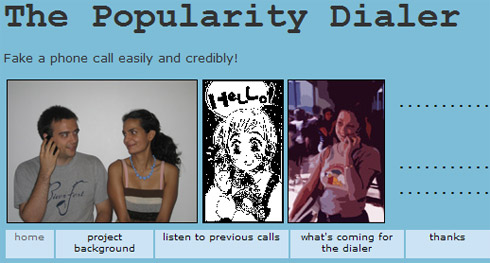 The Popularity Dialer
Fake a phone call easily and credibly!
HeLLo!
home
project
background
listen to previous calls
what's coming for
the dialer
thanks